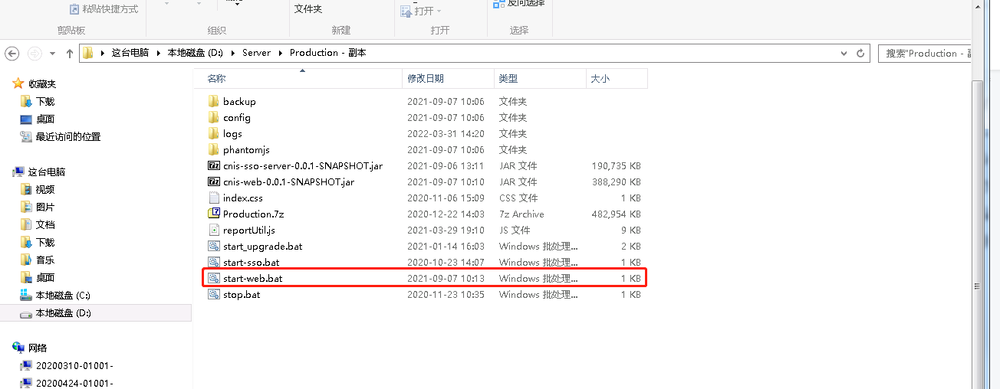 粘贴快捷方式
文件夹
打开
反向选择
剪贴板
组织
新建
打开
选择
这台电脑
本地磁盘 (D:)
Server
Production - 副本
搜索"Production - 副
收藏夹
下载
桌面
最近访问的位置
这台电脑
视频
图片
文档
下载
音乐
桌面
本地磁盘 (C:)
本地磁盘 (D:)
网络
20200310-01001-
20200424-01001-
名称 修改日期 类型 大小
backup 2021-09-07 10:06 文件夹
config 2021-09-07 10:06 文件夹
logs 2022-03-31 14:20 文件夹
phantomjs 2021-09-07 10:06 文件夹
cnis-sso-server-0.0.1-SNAPSHOT.jar 2021-09-06 13:11 JAR 文件 190,735 KB
cnis-web-0.0.1-SNAPSHOT.jar 2021-09-07 10:10 JAR 文件 388,290 KB
index.css 2020-11-06 15:09 CSS 文件 1 KB
Production.7z 2020-12-22 14:03 7z Archive 482,954 KB
reportUtil.js 2021-03-29 19:10 JS 文件 9 KB
start_upgrade.bat 2021-01-14 16:03 Windows 批处理... 2 KB
start-sso.bat 2020-10-23 14:07 Windows 批处理... 1 KB
start-web.bat 2021-09-07 10:13 Windows 批处理... 1 KB
stop.bat 2020-11-23 10:35 Windows 批处理... 1 KB